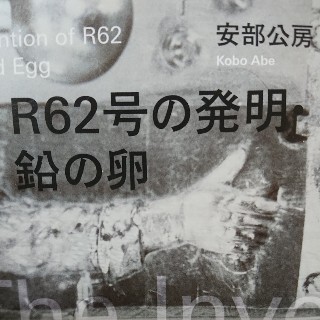 ntion of R62
d Egg
安部公房
Kobo Abe
R62号の発明・
鉛の卵
The Inve